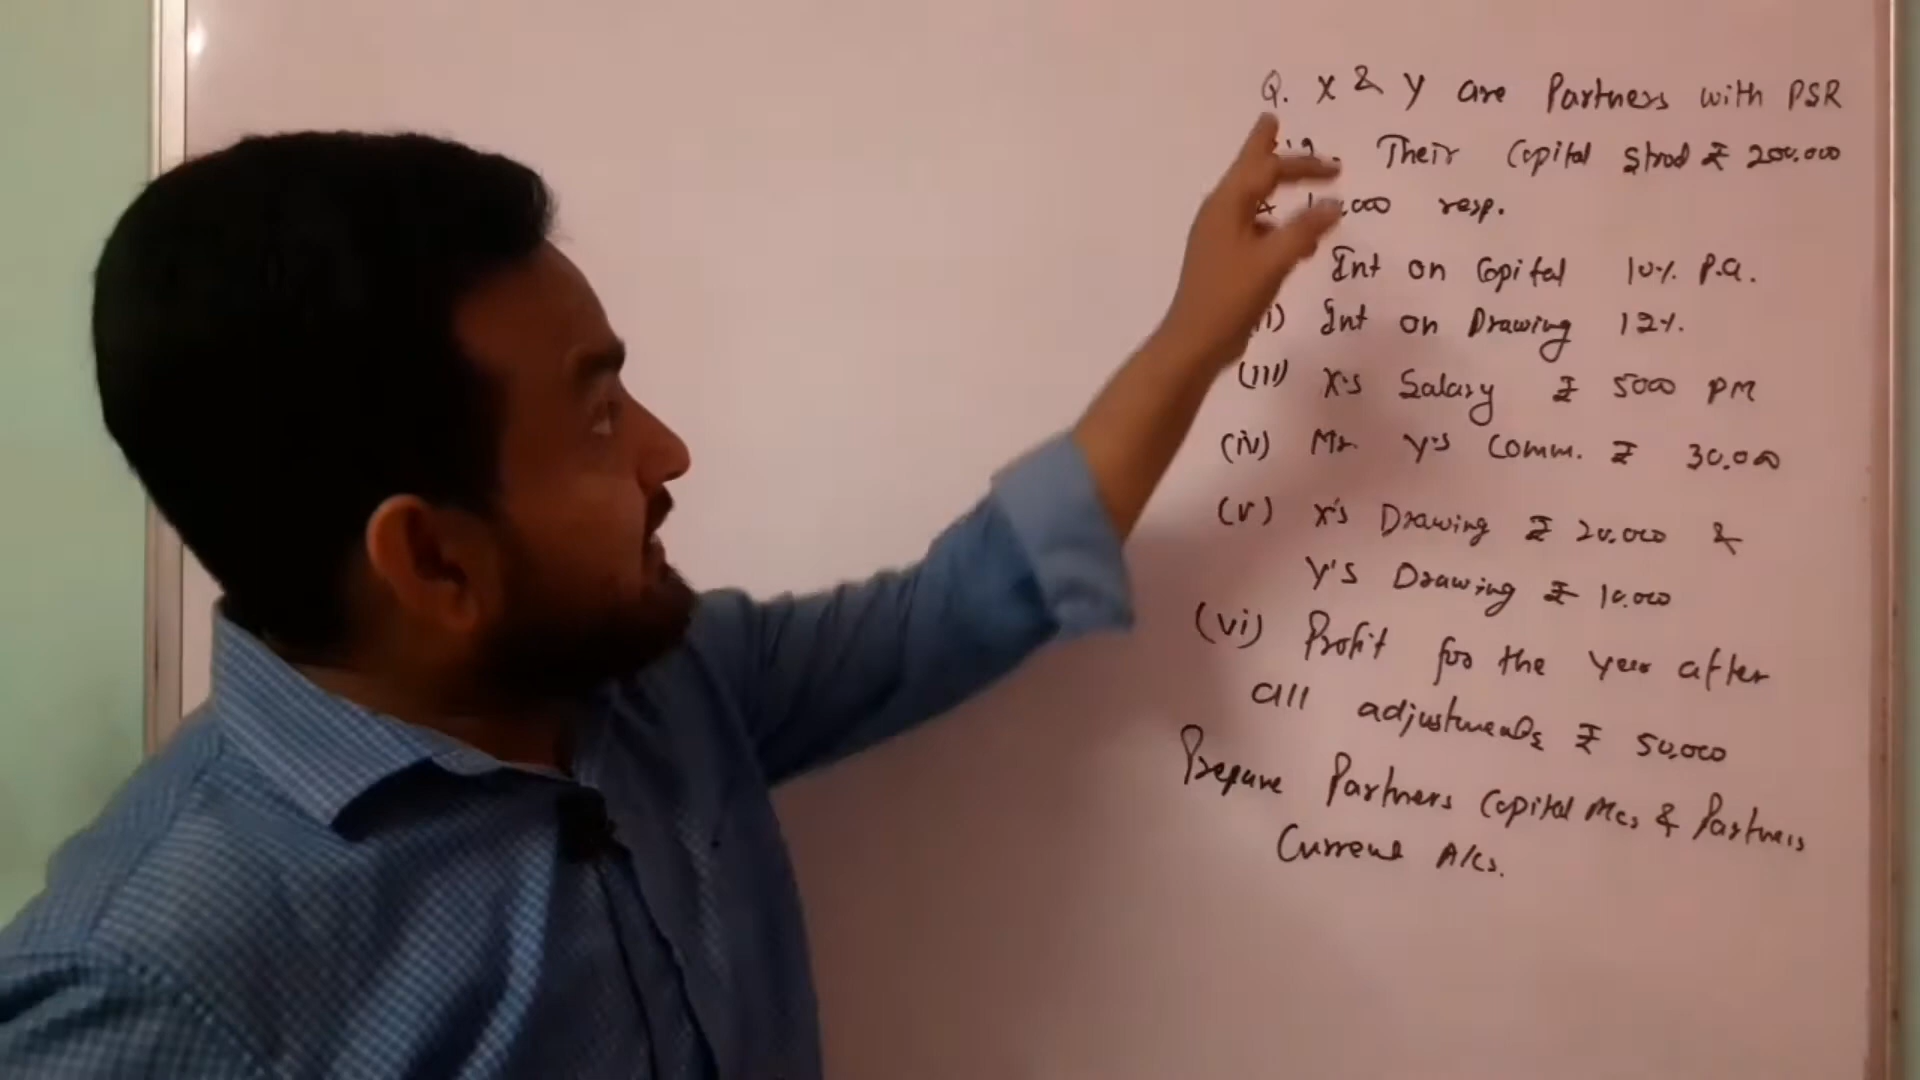 Q. X & Y are Partners with PSR
Their Capital Stood ₹ 200,000
& resp.
Int on Capital 10% P.a.
Int on Drawing 12%.
(iii) X's Salary ₹ 5000 PM
(iv) Mr. Y's Comm. ₹ 30,000
(v) X's Drawing ₹ 20,000 &
Y's Drawing ₹ 10,000
(vi) Profit for the Year after
all adjustments ₹ 50,000
Prepare Partners Capital A/cs & Partners
Current A/cs.